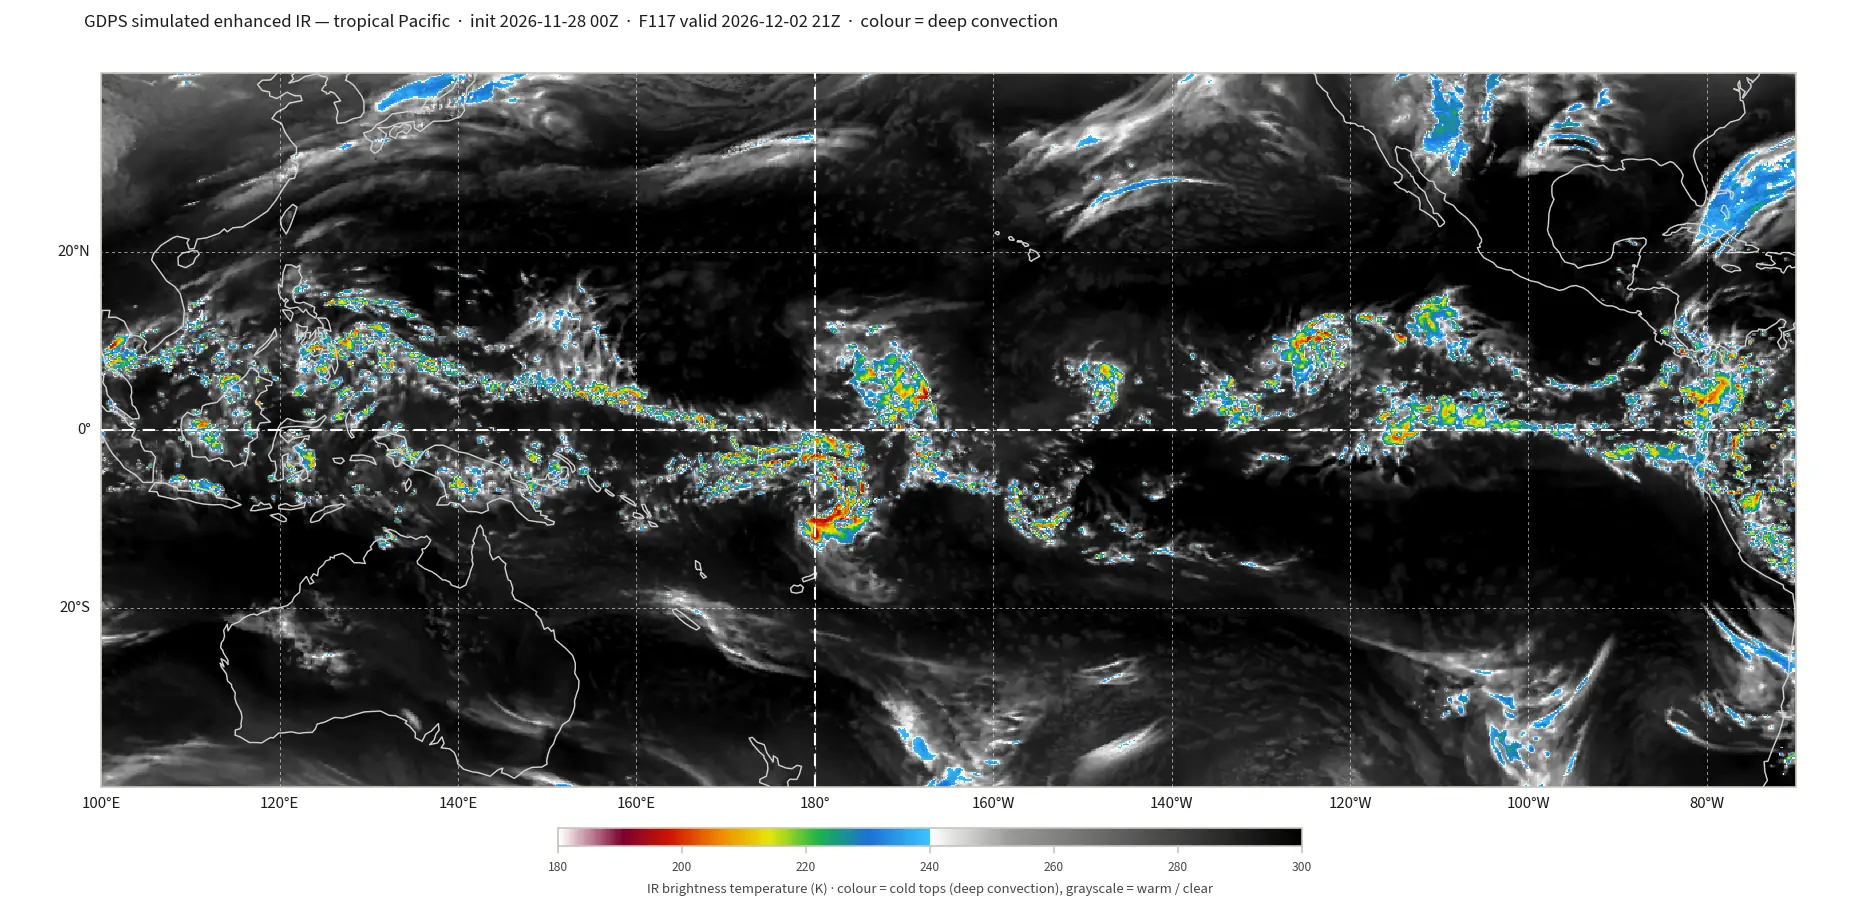 GDPS simulated enhanced IR — tropical Pacific · init 2026-11-28 00Z · F117 valid 2026-12-02 21Z · colour = deep convection
20°N
0°
20°S
100°E 120°E 140°E 160°E 180° 160°W 140°W 120°W 100°W 80°W
180 200 220 240 260 280 300
IR brightness temperature (K) · colour = cold tops (deep convection), grayscale = warm / clear